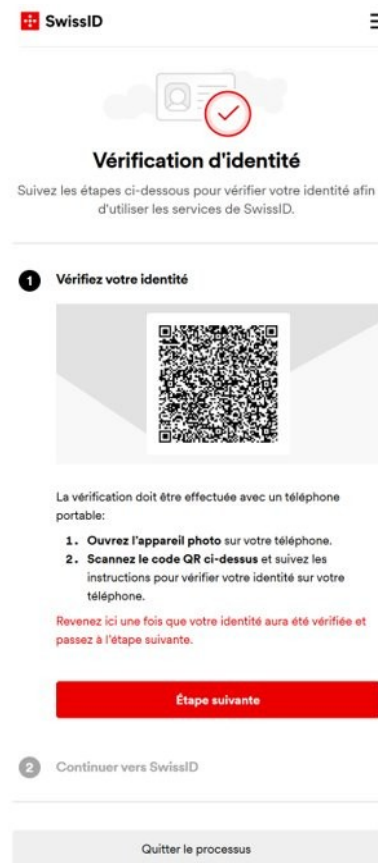 SwissID
Vérification d'identité
Suivez les étapes ci-dessous pour vérifier votre identité afin
d'utiliser les services de SwissID.
1 Vérifiez votre identité
La vérification doit être effectuée avec un téléphone
portable:
1. Ouvrez l'appareil photo sur votre téléphone.
2. Scannez le code QR ci-dessus et suivez les
instructions pour vérifier votre identité sur votre
téléphone.
Revenez ici une fois que votre identité aura été vérifiée et
passez à l'étape suivante.
Étape suivante
2 Continuer vers SwissID
Quitter le processus